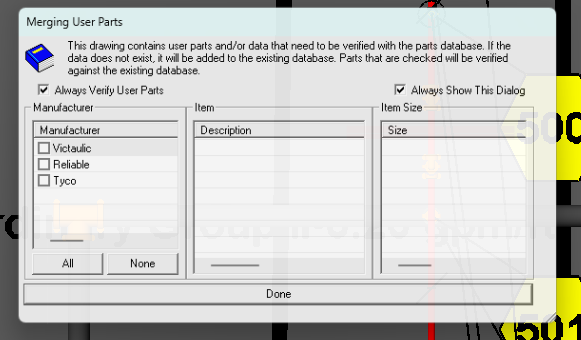 Merging User Parts
This drawing contains user parts and/or data that need to be verified with the parts database. If the
data does not exist, it will be added to the existing database. Parts that are checked will be verified
against the existing database.
Always Verify User Parts
Always Show This Dialog
Manufacturer
Item
Item Size
Manufacturer
Description
Size
Victaulic
Reliable
Tyco
All
None
Done
500
501